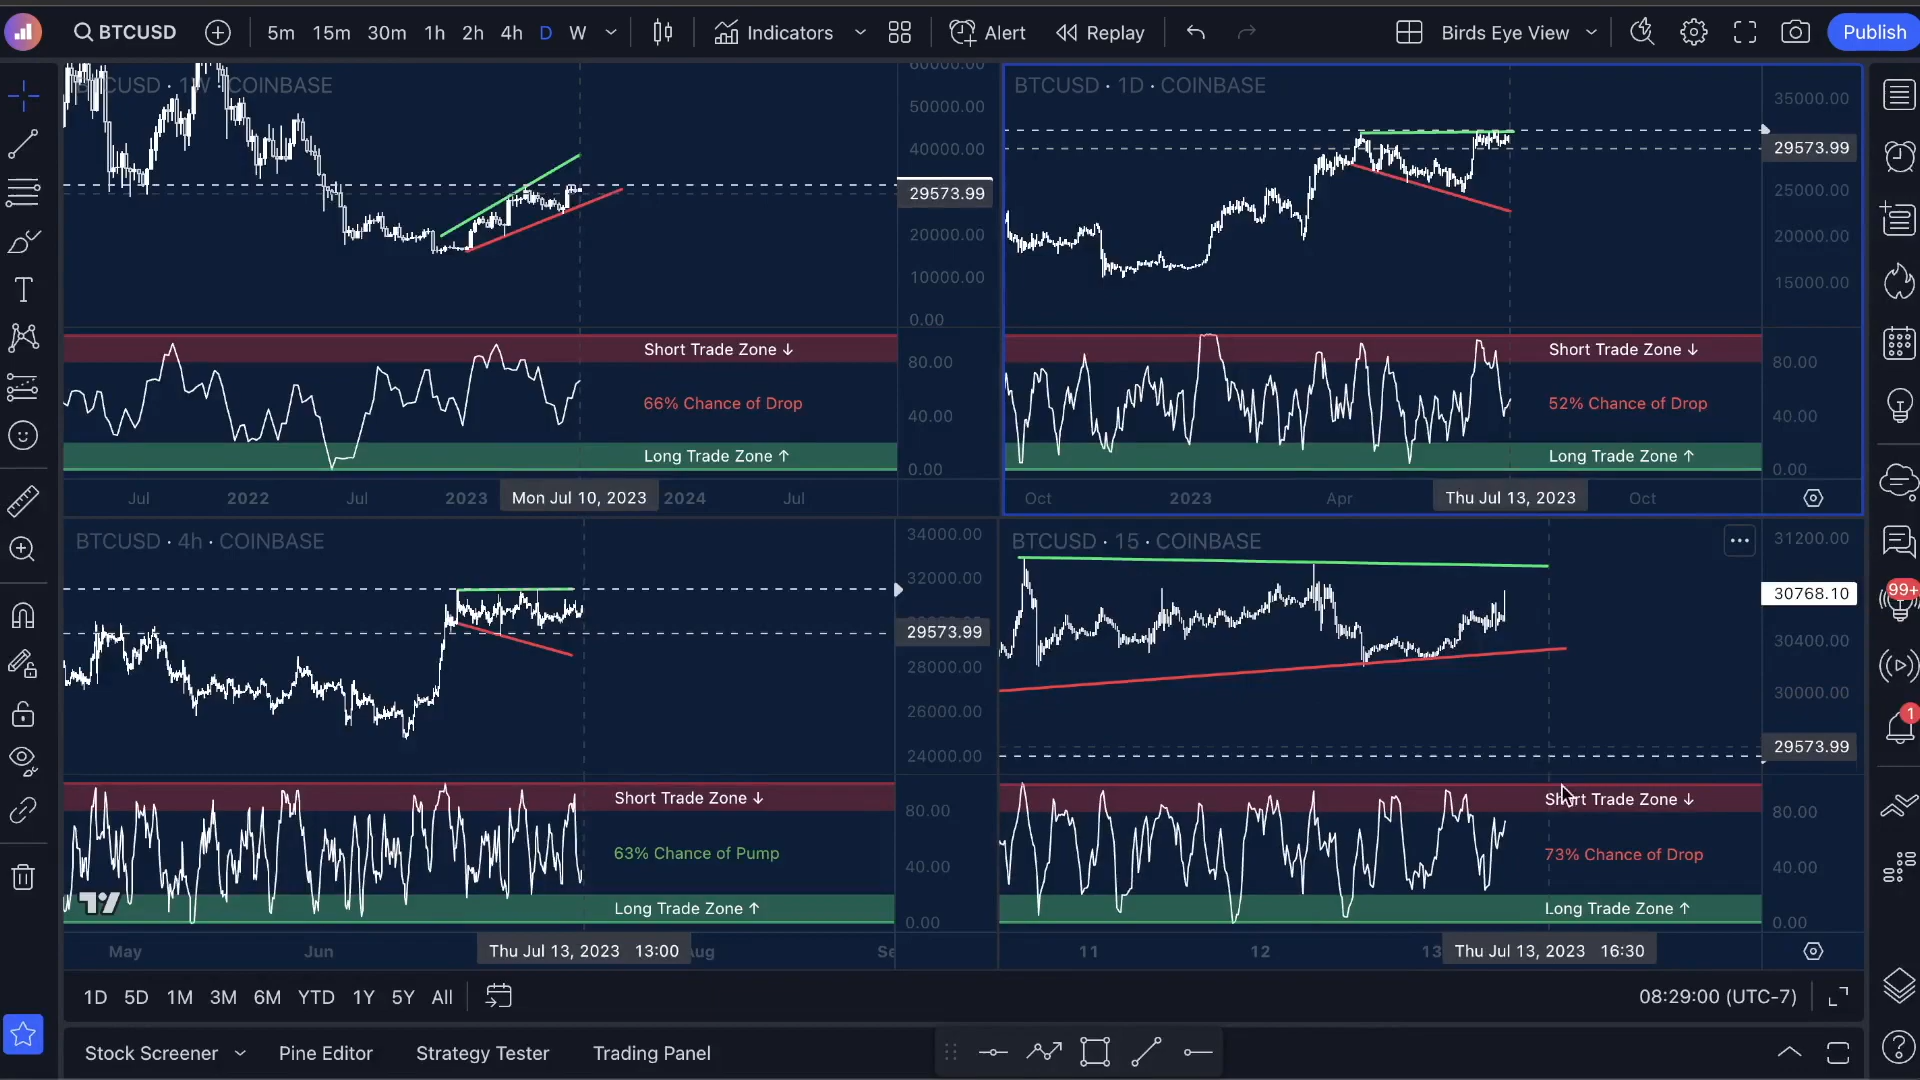 BTCUSD
5m 15m 30m 1h 2h 4h D W
Indicators
Alert
Replay
Birds Eye View
Publish
BTCUSD · 1W · COINBASE
60000.00
50000.00
40000.00
29573.99
20000.00
10000.00
0.00
Short Trade Zone ↓
80.00
66% Chance of Drop
40.00
Long Trade Zone ↑
0.00
Jul 2022 Jul 2023 Mon Jul 10, 2023 2024 Jul
BTCUSD · 1D · COINBASE
35000.00
29573.99
25000.00
20000.00
15000.00
Short Trade Zone ↓
80.00
52% Chance of Drop
40.00
Long Trade Zone ↑
0.00
Oct 2023 Apr Thu Jul 13, 2023 Oct
BTCUSD · 4h · COINBASE
34000.00
32000.00
29573.99
28000.00
26000.00
24000.00
Short Trade Zone ↓
80.00
63% Chance of Pump
40.00
Long Trade Zone ↑
0.00
May Jun Thu Jul 13, 2023 13:00 Aug
BTCUSD · 15 · COINBASE
31200.00
30768.10
30400.00
30000.00
29573.99
Short Trade Zone ↓
80.00
73% Chance of Drop
40.00
Long Trade Zone ↑
0.00
11 12 13 Thu Jul 13, 2023 16:30
99+
1
1D 5D 1M 3M 6M YTD 1Y 5Y All
08:29:00 (UTC-7)
Stock Screener
Pine Editor
Strategy Tester
Trading Panel